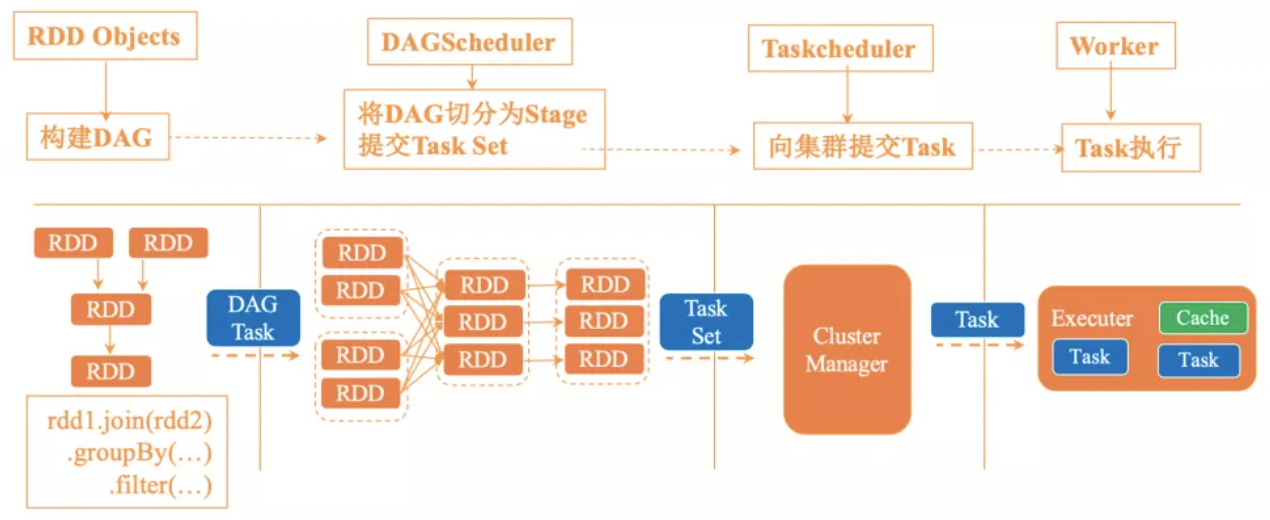 RDD Objects
DAGScheduler
Taskcheduler
Worker
构建DAG
将DAG切分为Stage
提交Task Set
向集群提交Task
Task执行
RDD
RDD
RDD
RDD
rdd1.join(rdd2)
.groupBy(...)
.filter(...)
DAG
Task
RDD
RDD
RDD
RDD
RDD
RDD
RDD
RDD
RDD
RDD
Task
Set
Cluster
Manager
Task
Executer
Cache
Task
Task